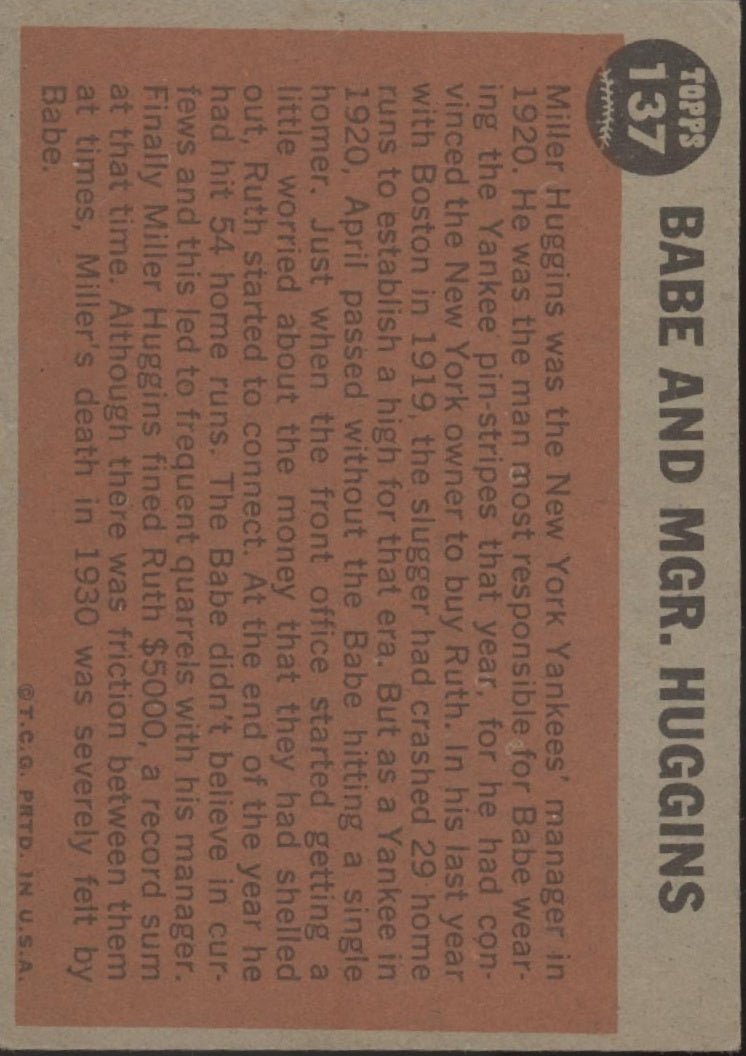 TOPPS
137
BABE AND MGR. HUGGINS
Miller Huggins was the New York Yankees' manager in
1920. He was the man most responsible for Babe wear-
ing the Yankee pin-stripes that year, for he had con-
vinced the New York owner to buy Ruth. In his last year
with Boston in 1919, the slugger had crashed 29 home
runs to establish a high for that era. But as a Yankee in
1920, April passed without the Babe hitting a single
homer. Just when the front office started getting a
little worried about the money that they had shelled
out, Ruth started to connect. At the end of the year he
had hit 54 home runs. The Babe didn't believe in cur-
fews and this led to frequent quarrels with his manager.
Finally Miller Huggins fined Ruth $5000, a record sum
at that time. Although there was friction between them
at times, Miller's death in 1930 was severely felt by
Babe.
©T.C.G. PRTD. IN U.S.A.